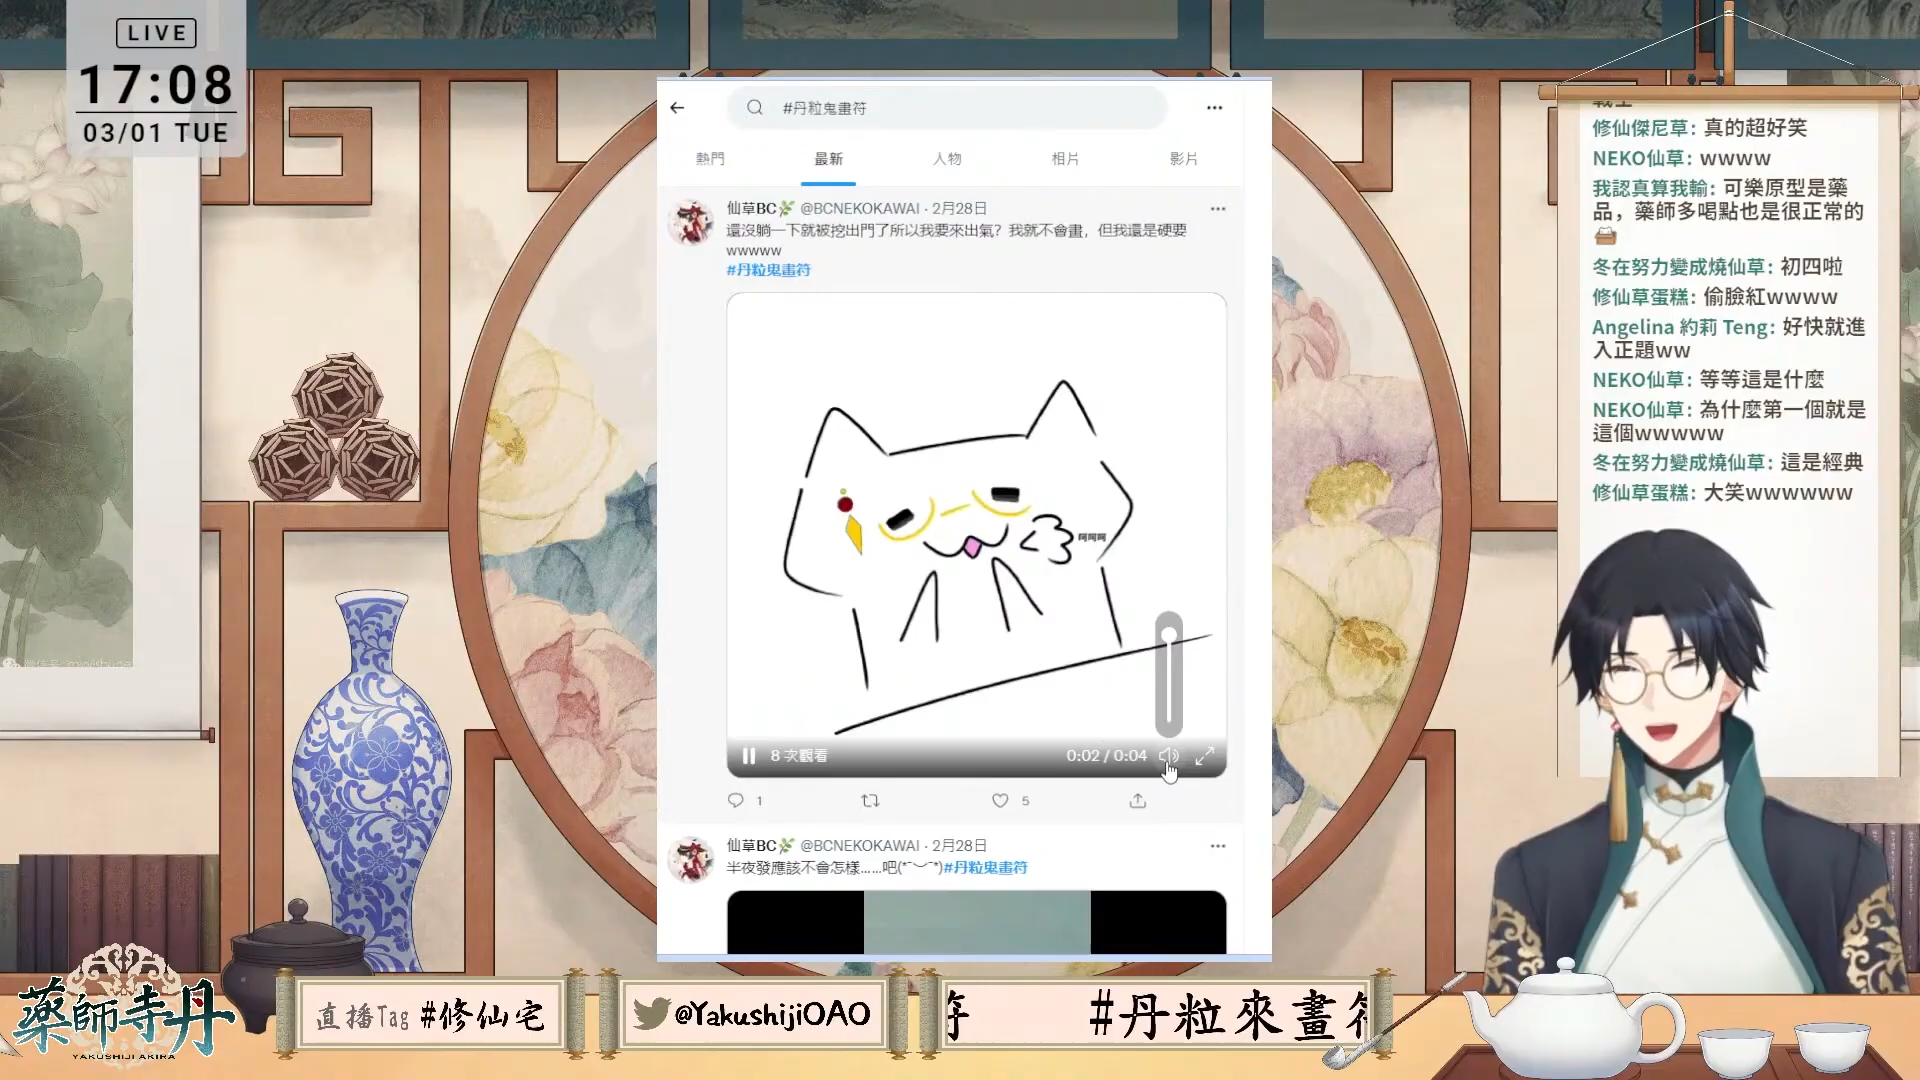 LIVE
17:08
03/01 TUE
#丹粒鬼畫符
熱門
最新
人物
相片
影片
仙草BC🌿 @BCNEKOKAWAI · 2月28日
還沒躺一下就被挖出門了所以我要來出氣?我就不會畫,但我還是硬要
wwwww
#丹粒鬼畫符
呵呵呵
8 次觀看
0:02 / 0:04
1
5
仙草BC🌿 @BCNEKOKAWAI · 2月28日
半夜發應該不會怎樣……吧(*˘︶˘*)#丹粒鬼畫符
修仙傑尼草: 真的超好笑
NEKO仙草: wwww
我認真算我輸: 可樂原型是藥
品，藥師多喝點也是很正常的
冬在努力變成燒仙草: 初四啦
修仙草蛋糕: 偷臉紅wwww
Angelina 約莉 Teng: 好快就進
入正題ww
NEKO仙草: 等等這是什麼
NEKO仙草: 為什麼第一個就是
這個wwwww
冬在努力變成燒仙草: 這是經典
修仙草蛋糕: 大笑wwwwww
藥師寺丹
YAKUSHIJI AKIRA
直播Tag #修仙宅
@YakushijiOAO
符 #丹粒來畫符